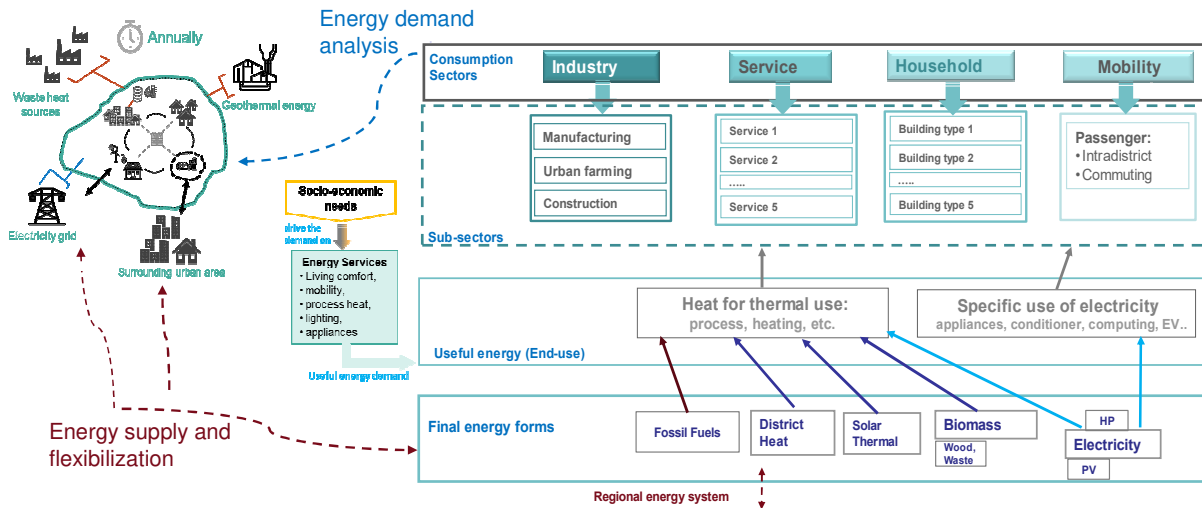 Energy demand
analysis
Annually
Waste heat
sources
Geothermal energy
Electricity grid
Surrounding urban area
Consumption
Sectors
Industry
Service
Household
Mobility
Manufacturing
Urban farming
Construction
Service 1
Service 2
.....
Service 5
Building type 1
Building type 2
.....
Building type 5
Passenger:
•Intradistrict
•Commuting
Sub-sectors
Socio-economic
needs
drive the
demand on
Energy Services
• Living comfort,
• mobility,
• process heat,
• lighting,
• appliances
Useful energy demand
Heat for thermal use:
process, heating, etc.
Specific use of electricity
appliances, conditioner, computing, EV..
Useful energy (End-use)
Energy supply and
flexibilization
Final energy forms
Fossil Fuels
District
Heat
Solar
Thermal
Biomass
Wood,
Waste
HP
Electricity
PV
Regional energy system